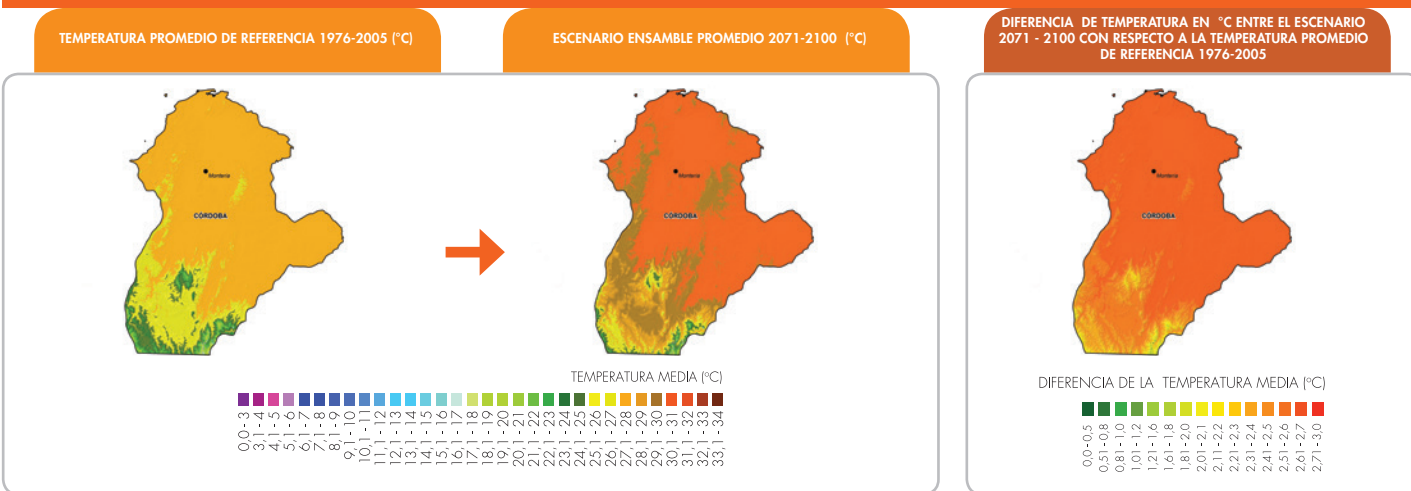 TEMPERATURA PROMEDIO DE REFERENCIA 1976-2005 (°C)
ESCENARIO ENSAMBLE PROMEDIO 2071-2100 (°C)
DIFERENCIA DE TEMPERATURA EN °C ENTRE EL ESCENARIO
2071 - 2100 CON RESPECTO A LA TEMPERATURA PROMEDIO
DE REFERENCIA 1976-2005
Montería
CÓRDOBA
Montería
CÓRDOBA
Montería
CÓRDOBA
TEMPERATURA MEDIA (°C)
0,0 - 3
3,1 - 4
4,1 - 5
5,1 - 6
6,1 - 7
7,1 - 8
8,1 - 9
9,1 - 10
10,1 - 11
11,1 - 12
12,1 - 13
13,1 - 14
14,1 - 15
15,1 - 16
16,1 - 17
17,1 - 18
18,1 - 19
19,1 - 20
20,1 - 21
21,1 - 22
22,1 - 23
23,1 - 24
24,1 - 25
25,1 - 26
26,1 - 27
27,1 - 28
28,1 - 29
29,1 - 30
30,1 - 31
31,1 - 32
32,1 - 33
33,1 - 34
DIFERENCIA DE LA TEMPERATURA MEDIA (°C)
0,0 - 0,5
0,51 - 0,8
0,81 - 1,0
1,01 - 1,2
1,21 - 1,6
1,61 - 1,8
1,81 - 2,0
2,01 - 2,1
2,11 - 2,2
2,21 - 2,3
2,31 - 2,4
2,41 - 2,5
2,51 - 2,6
2,61 - 2,7
2,71 - 3,0